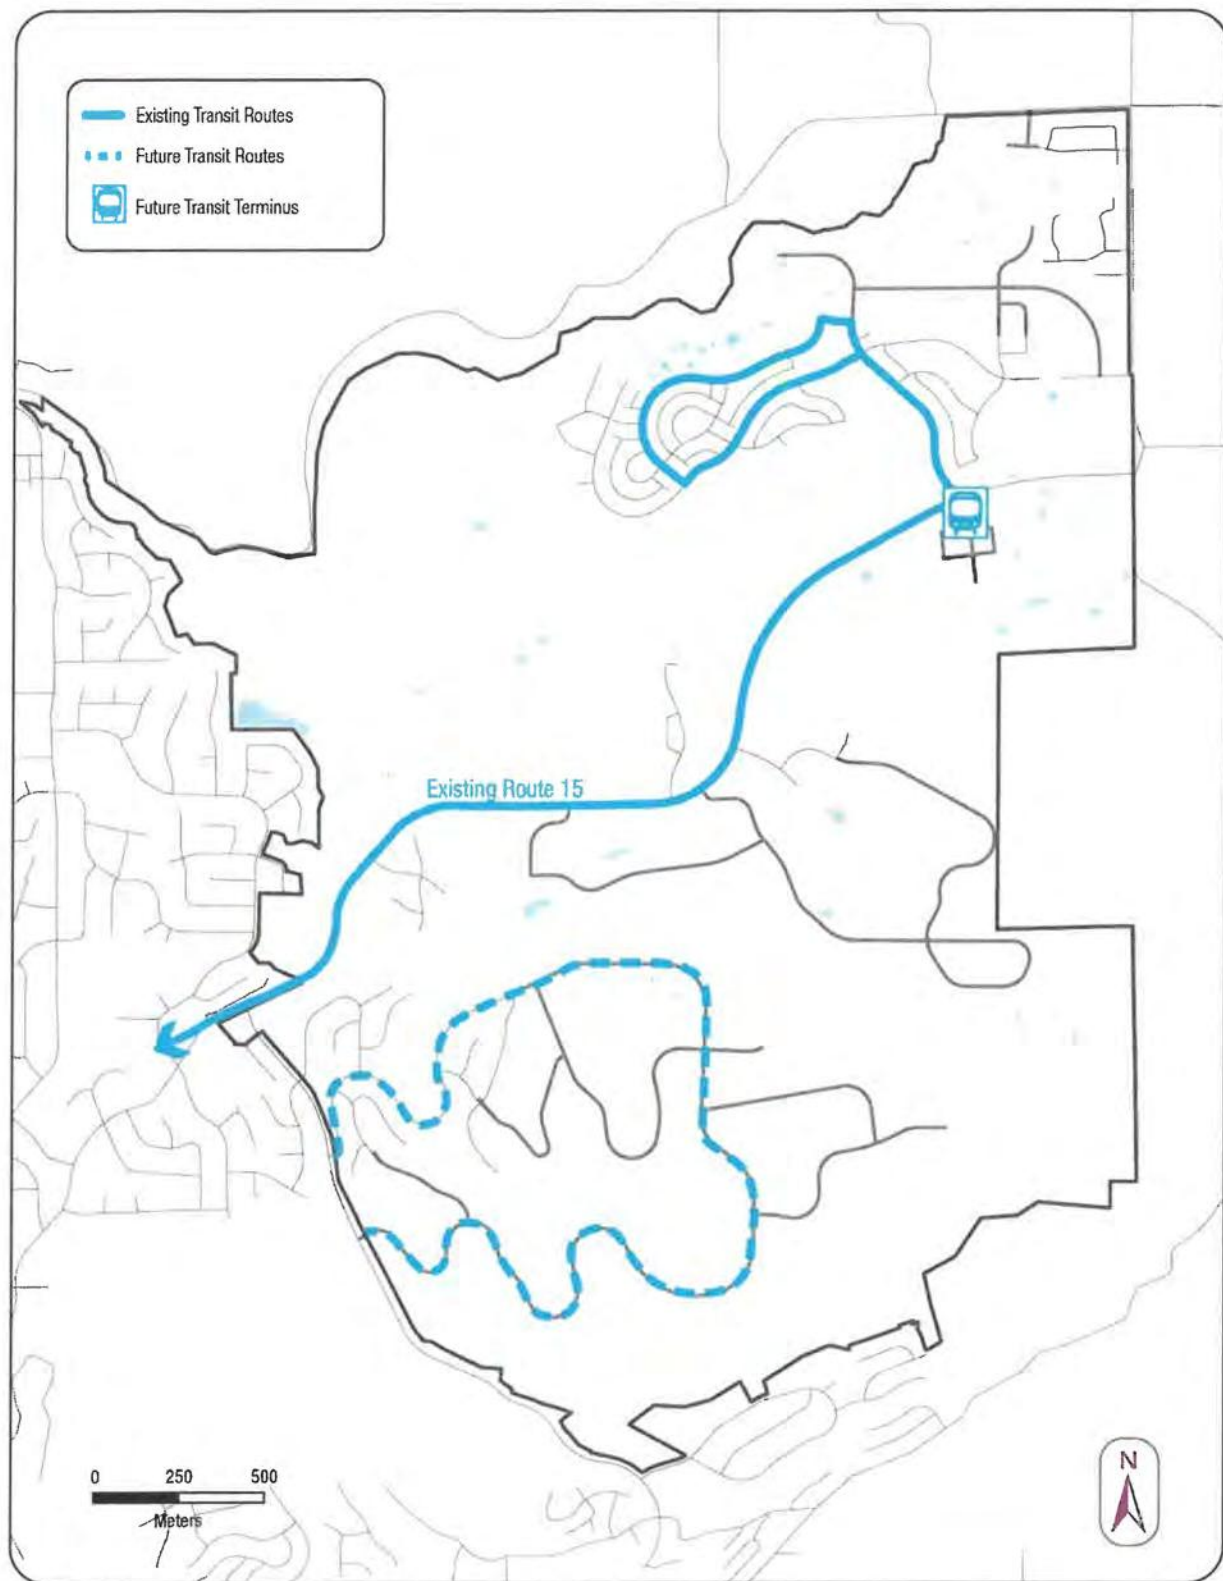 Existing Transit Routes
Future Transit Routes
Future Transit Terminus
Existing Route 15
0 250 500
Meters
N